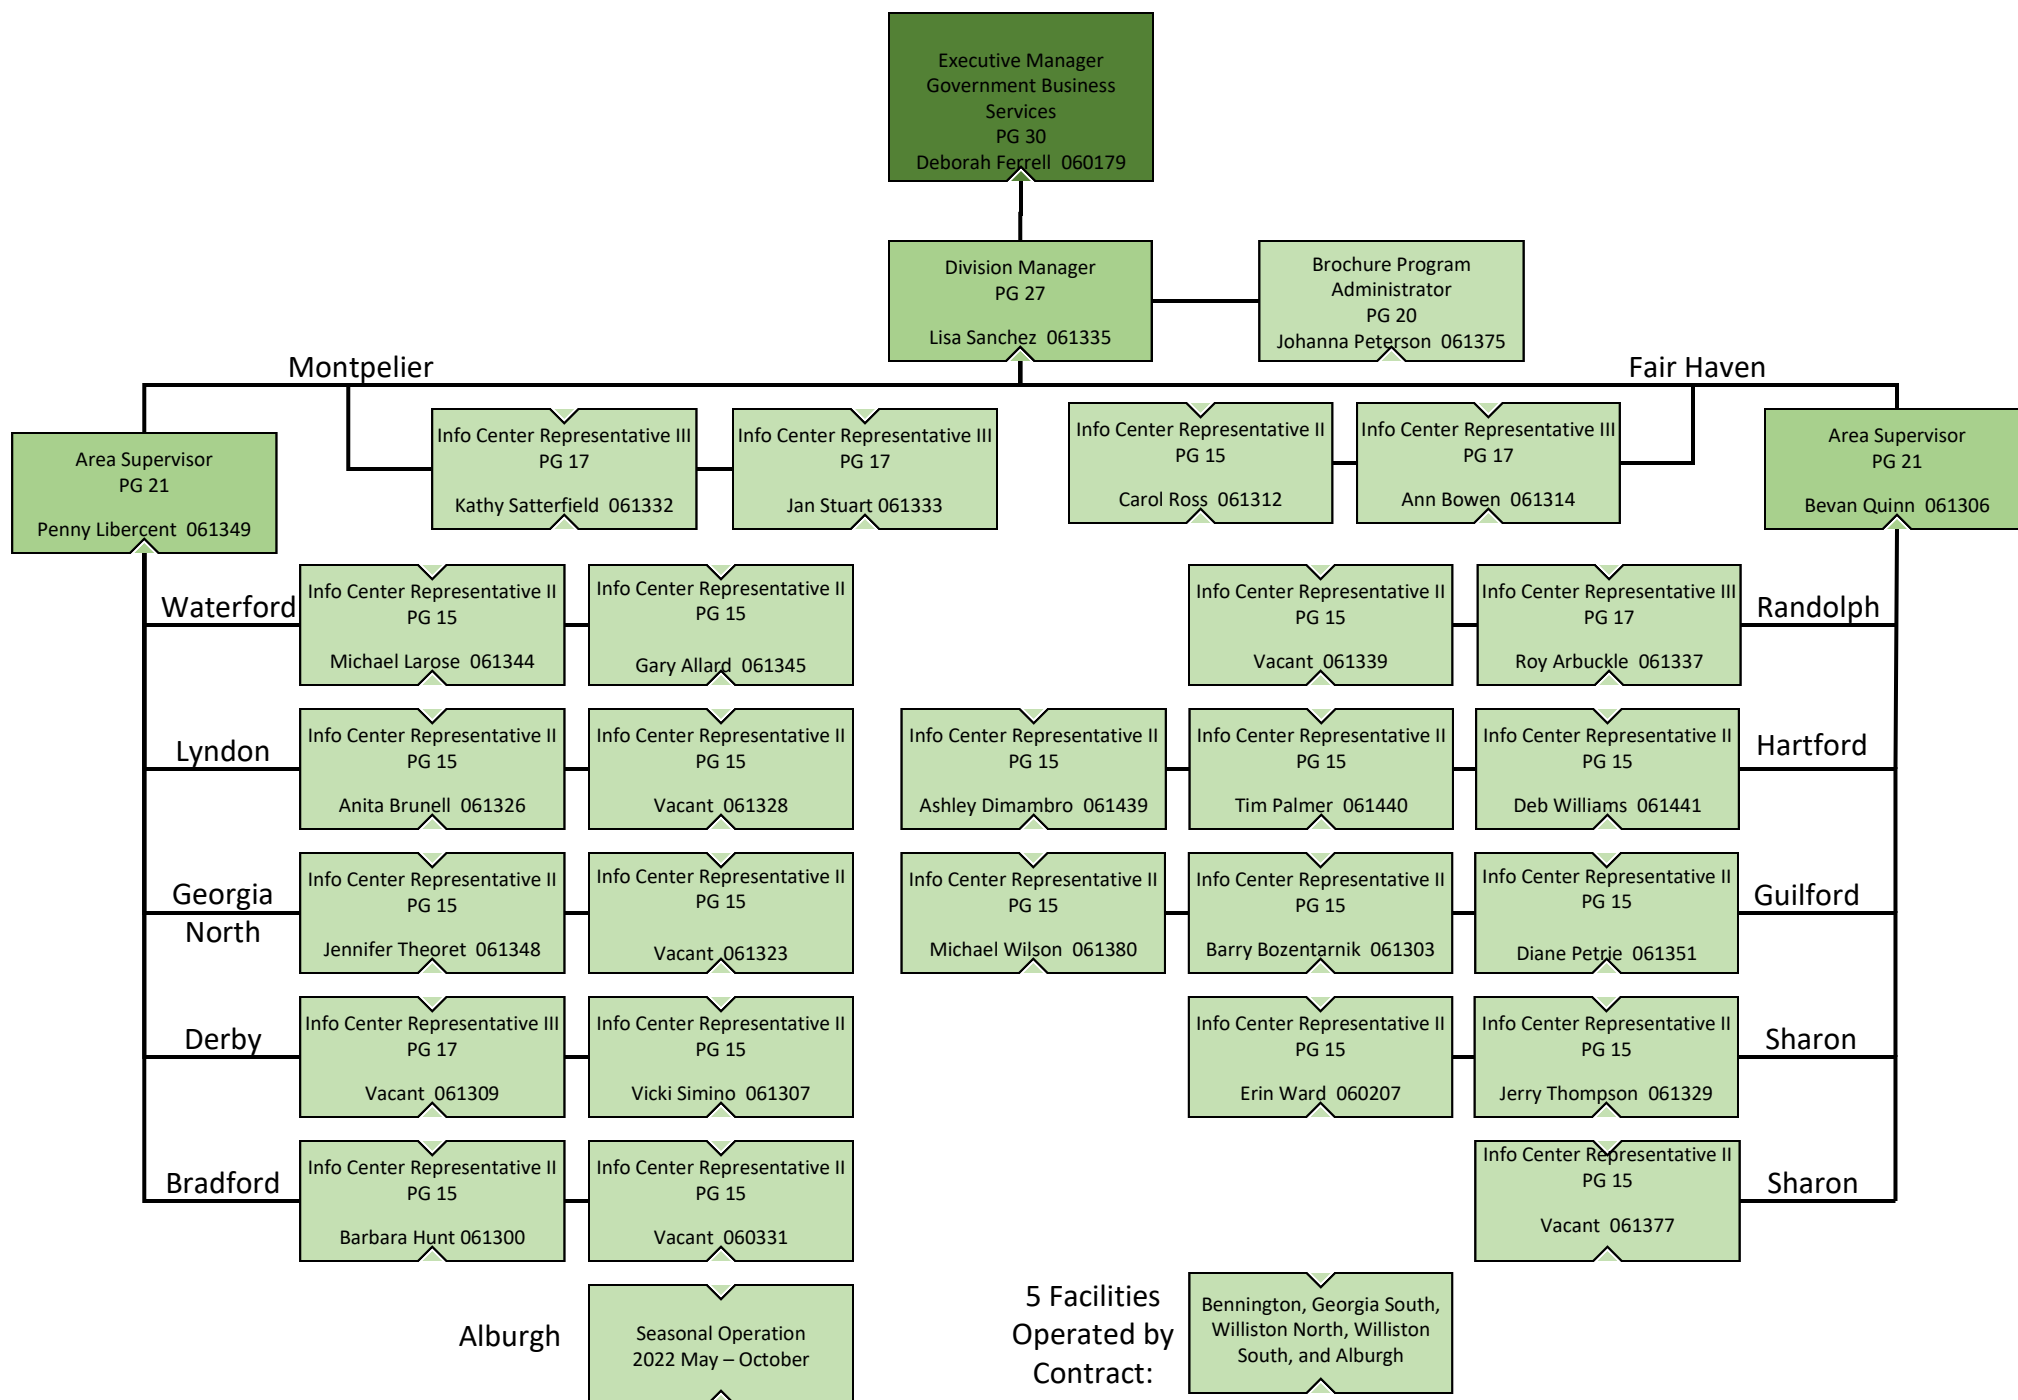 Executive Manager
Government Business
Services
PG 30
Deborah Ferrell 060179
Division Manager
PG 27
Lisa Sanchez 061335
Brochure Program
Administrator
PG 20
Johanna Peterson 061375
Montpelier
Fair Haven
Area Supervisor
PG 21
Penny Libercent 061349
Info Center Representative III
PG 17
Kathy Satterfield 061332
Info Center Representative III
PG 17
Jan Stuart 061333
Info Center Representative II
PG 15
Carol Ross 061312
Info Center Representative III
PG 17
Ann Bowen 061314
Area Supervisor
PG 21
Bevan Quinn 061306
Waterford
Info Center Representative II
PG 15
Michael Larose 061344
Info Center Representative II
PG 15
Gary Allard 061345
Info Center Representative II
PG 15
Vacant 061339
Info Center Representative III
PG 17
Roy Arbuckle 061337
Randolph
Lyndon
Info Center Representative II
PG 15
Anita Brunell 061326
Info Center Representative II
PG 15
Vacant 061328
Info Center Representative II
PG 15
Ashley Dimambro 061439
Info Center Representative II
PG 15
Tim Palmer 061440
Info Center Representative II
PG 15
Deb Williams 061441
Hartford
Georgia
North
Info Center Representative II
PG 15
Jennifer Theoret 061348
Info Center Representative II
PG 15
Vacant 061323
Info Center Representative II
PG 15
Michael Wilson 061380
Info Center Representative II
PG 15
Barry Bozentarnik 061303
Info Center Representative II
PG 15
Diane Petrie 061351
Guilford
Derby
Info Center Representative III
PG 17
Vacant 061309
Info Center Representative II
PG 15
Vicki Simino 061307
Info Center Representative II
PG 15
Erin Ward 060207
Info Center Representative II
PG 15
Jerry Thompson 061329
Sharon
Bradford
Info Center Representative II
PG 15
Barbara Hunt 061300
Info Center Representative II
PG 15
Vacant 060331
Info Center Representative II
PG 15
Vacant 061377
Sharon
Alburgh
Seasonal Operation
2022 May – October
5 Facilities
Operated by
Contract:
Bennington, Georgia South,
Williston North, Williston
South, and Alburgh